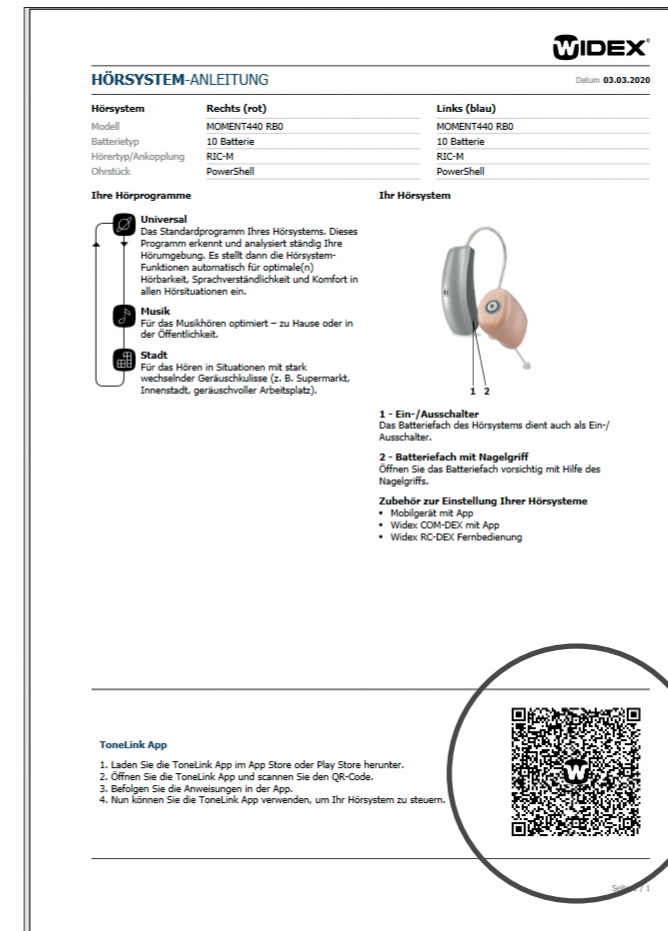 WIDEX®
HÖRSYSTEM-ANLEITUNG
Datum 03.03.2020
Hörsystem Rechts (rot) Links (blau)
Modell MOMENT440 RB0 MOMENT440 RB0
Batterietyp 10 Batterie 10 Batterie
Hörertyp/Ankopplung RIC-M RIC-M
Ohrstück PowerShell PowerShell
Ihre Hörprogramme
Universal
Das Standardprogramm Ihres Hörsystems. Dieses
Programm erkennt und analysiert ständig Ihre
Hörumgebung. Es stellt dann die Hörsystem-
Funktionen automatisch für optimale(n)
Hörbarkeit, Sprachverständlichkeit und Komfort in
allen Hörsituationen ein.
Musik
Für das Musikhören optimiert – zu Hause oder in
der Öffentlichkeit.
Stadt
Für das Hören in Situationen mit stark
wechselnder Geräuschkulisse (z. B. Supermarkt,
Innenstadt, geräuschvoller Arbeitsplatz).
Ihr Hörsystem
1 2
1 - Ein-/Ausschalter
Das Batteriefach des Hörsystems dient auch als Ein-/
Ausschalter.
2 - Batteriefach mit Nagelgriff
Öffnen Sie das Batteriefach vorsichtig mit Hilfe des
Nagelgriffs.
Zubehör zur Einstellung Ihrer Hörsysteme
• Mobilgerät mit App
• Widex COM-DEX mit App
• Widex RC-DEX Fernbedienung
ToneLink App
1. Laden Sie die ToneLink App im App Store oder Play Store herunter.
2. Öffnen Sie die ToneLink App und scannen Sie den QR-Code.
3. Befolgen Sie die Anweisungen in der App.
4. Nun können Sie die ToneLink App verwenden, um Ihr Hörsystem zu steuern.
W
/ 1